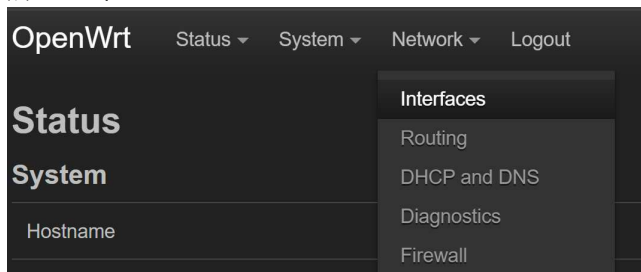 OpenWrt Status System Network Logout
Interfaces
Status
Routing
System
DHCP and DNS
Diagnostics
Hostname
Firewall